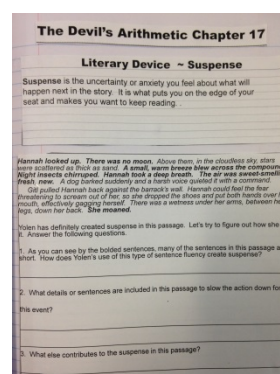 The Devil's Arithmetic Chapter 17
Literary Device ~ Suspense
Suspense is the uncertainty or anxiety you feel about what will
happen next in the story. It is what puts you on the edge of your
seat and makes you want to keep reading. .
Hannah looked up. There was no moon. Above them, in the cloudless sky, stars
were scattered as thick as sand. A small, warm breeze blew across the compoun
Night insects chirruped. Hannah took a deep breath. The air was sweet-smelli
fresh, new. A dog barked suddenly and a harsh voice quieted it with a command.
Gitl pulled Hannah back against the barrack's wall. Hannah could feel the fear
threatening to scream out of her, so she dropped the shoes and put both hands over
mouth, effectively gagging herself. There was a wetness under her arms, between he
legs, down her back. She moaned.
Yolen has definitely created suspense in this passage. Let's try to figure out how she
it. Answer the following questions.
1. As you can see by the bolded sentences, many of the sentences in this passage a
short. How does Yolen's use of this type of sentence fluency create suspense?
2. What details or sentences are included in this passage to slow the action down for
this event?
3. What else contributes to the suspense in this passage?